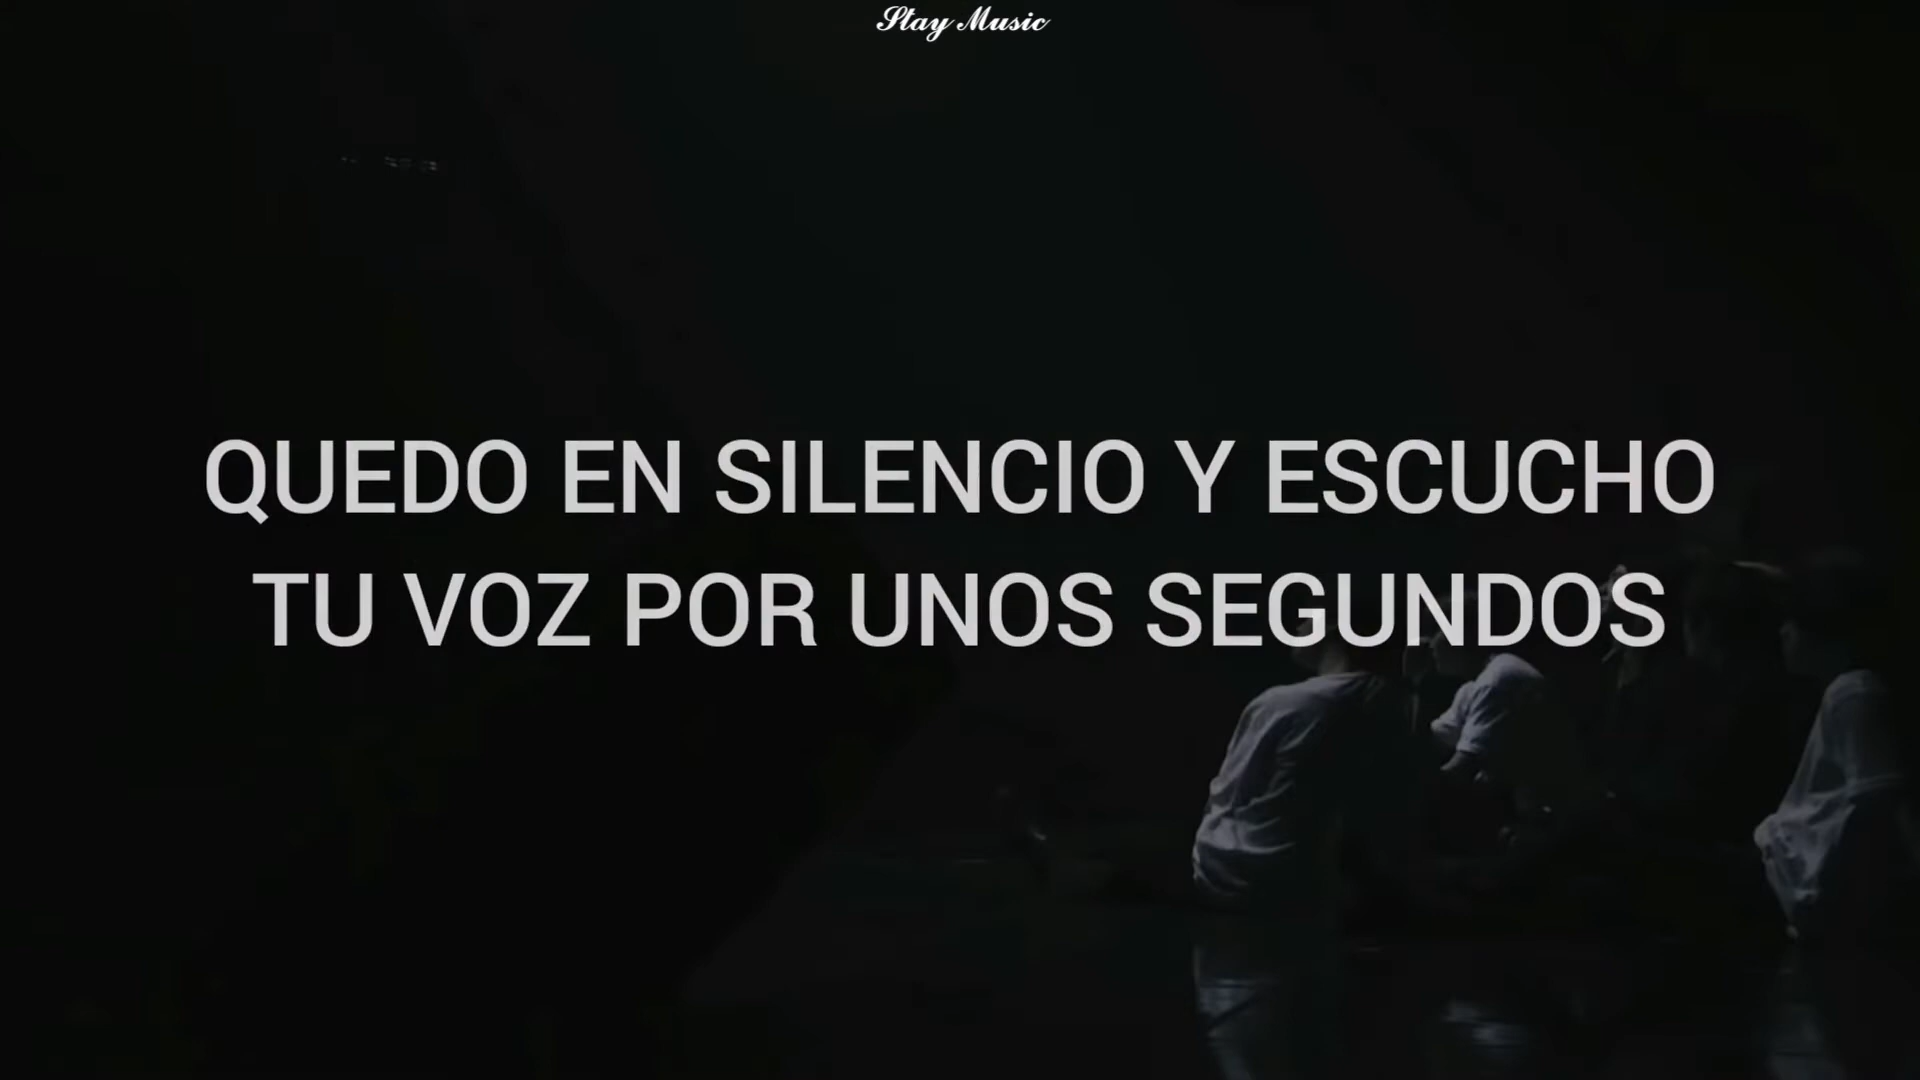 Stay Music
QUEDO EN SILENCIO Y ESCUCHO
TU VOZ POR UNOS SEGUNDOS